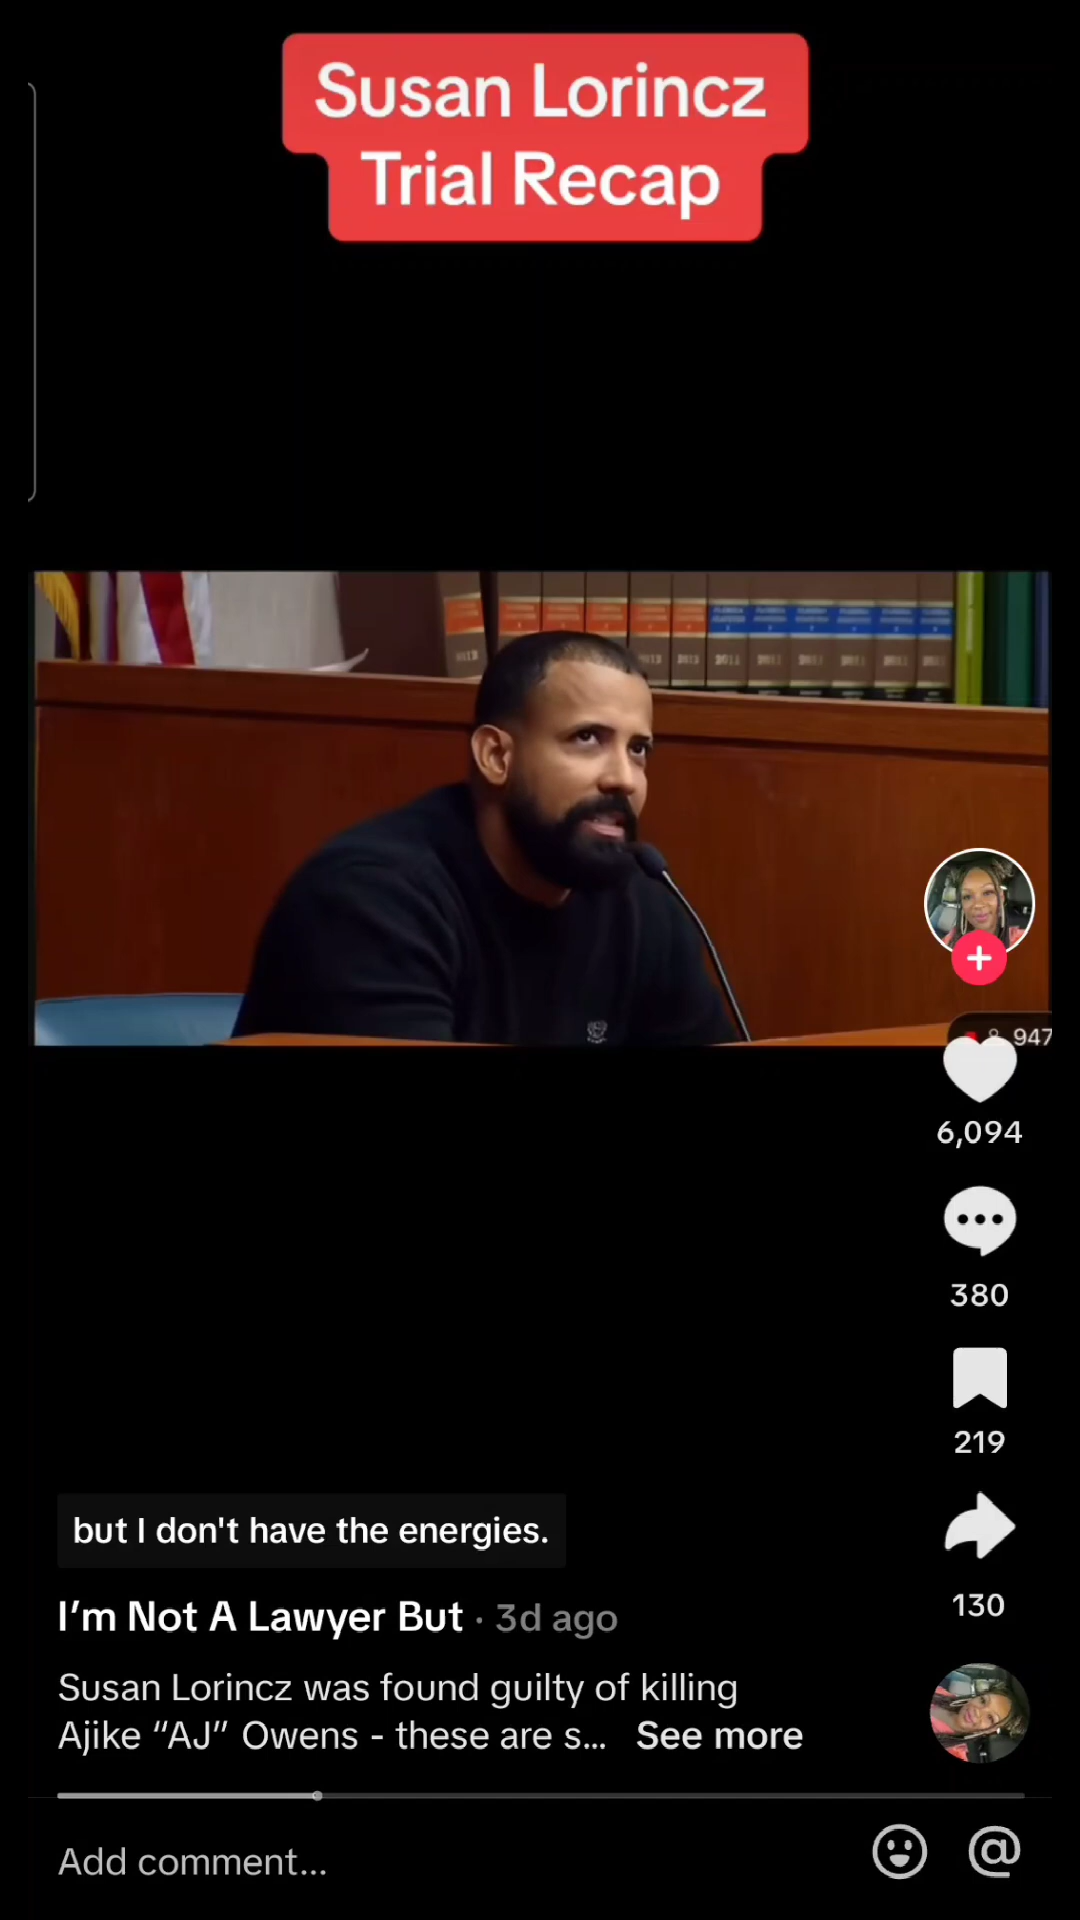 Susan Lorincz
Trial Recap
947
6,094
380
219
130
but I don't have the energies.
I’m Not A Lawyer But · 3d ago
Susan Lorincz was found guilty of killing
Ajike “AJ” Owens - these are s... See more
Add comment...